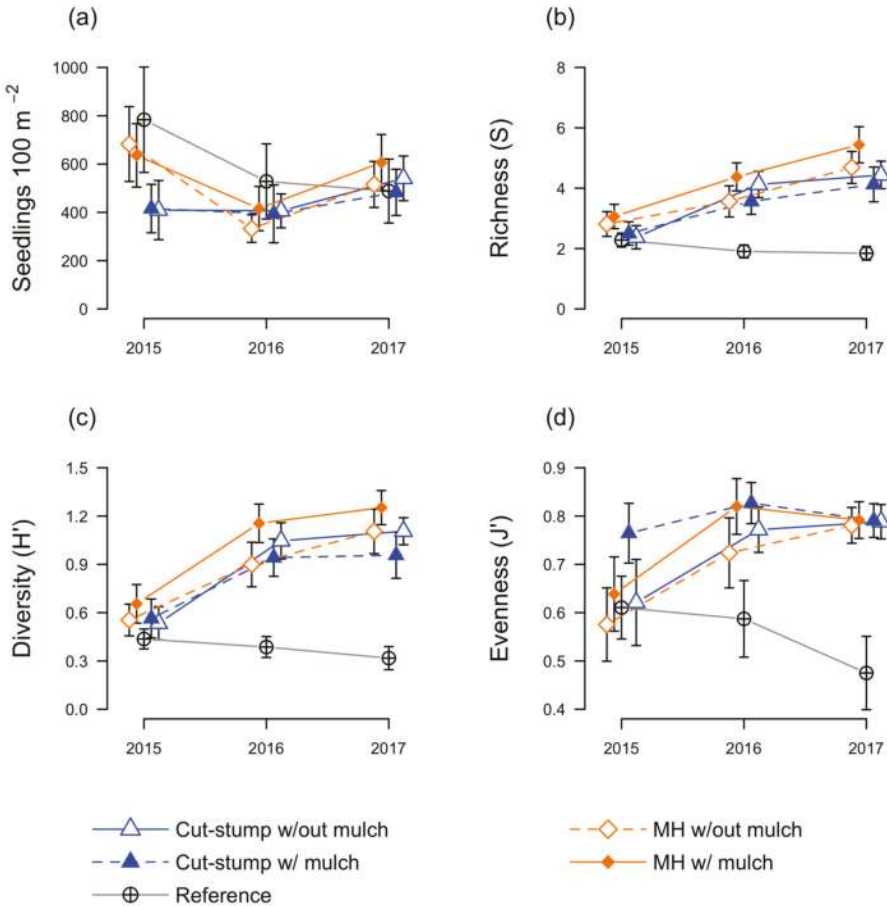 (a)
(b)
Seedlings 100 m⁻²
1000
800
600
400
200
0
2015 2016 2017
Richness (S)
8
6
4
2
0
2015 2016 2017
(c)
(d)
Diversity (H')
1.5
1.2
0.9
0.6
0.3
0.0
2015 2016 2017
Evenness (J')
0.9
0.8
0.7
0.6
0.5
0.4
2015 2016 2017
Cut-stump w/out mulch
Cut-stump w/ mulch
Reference
MH w/out mulch
MH w/ mulch